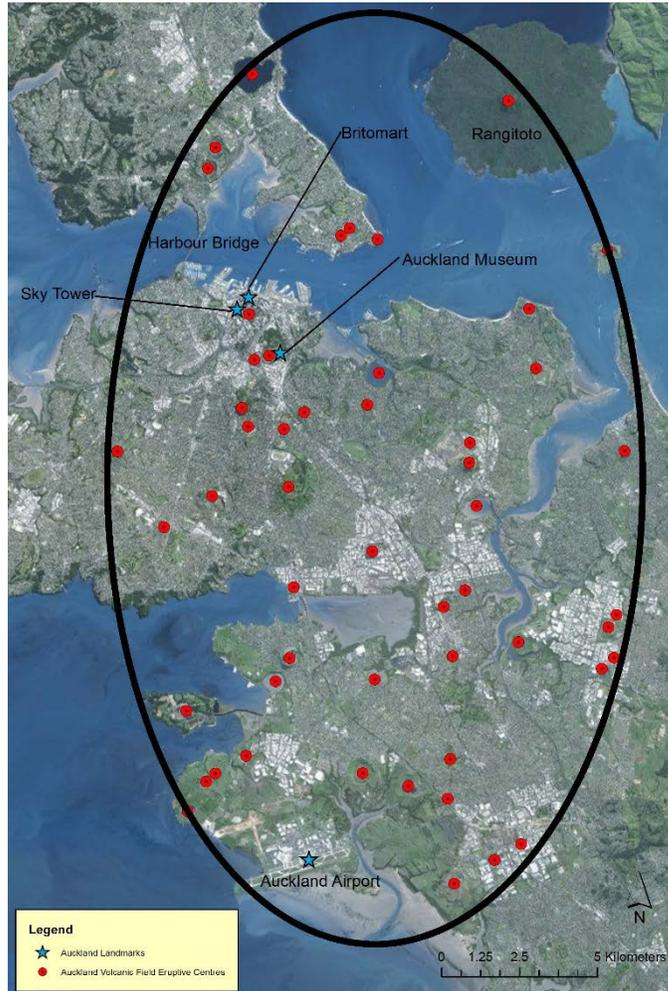 Britomart
Rangitoto
Harbour Bridge
Auckland Museum
Sky Tower
Auckland Airport
N
Legend
Auckland Landmarks
Auckland Volcanic Field Eruptive Centres
0 1.25 2.5 5 Kilometers